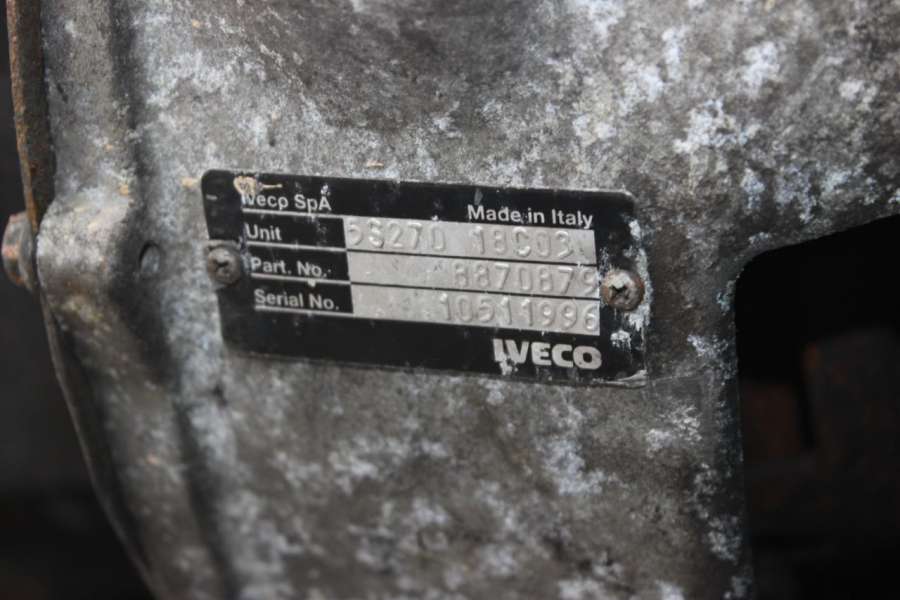 Iveco SpA
Made in Italy
Unit 5S270 18C03
Part. No. 8870879
Serial No. 10511996
IVECO